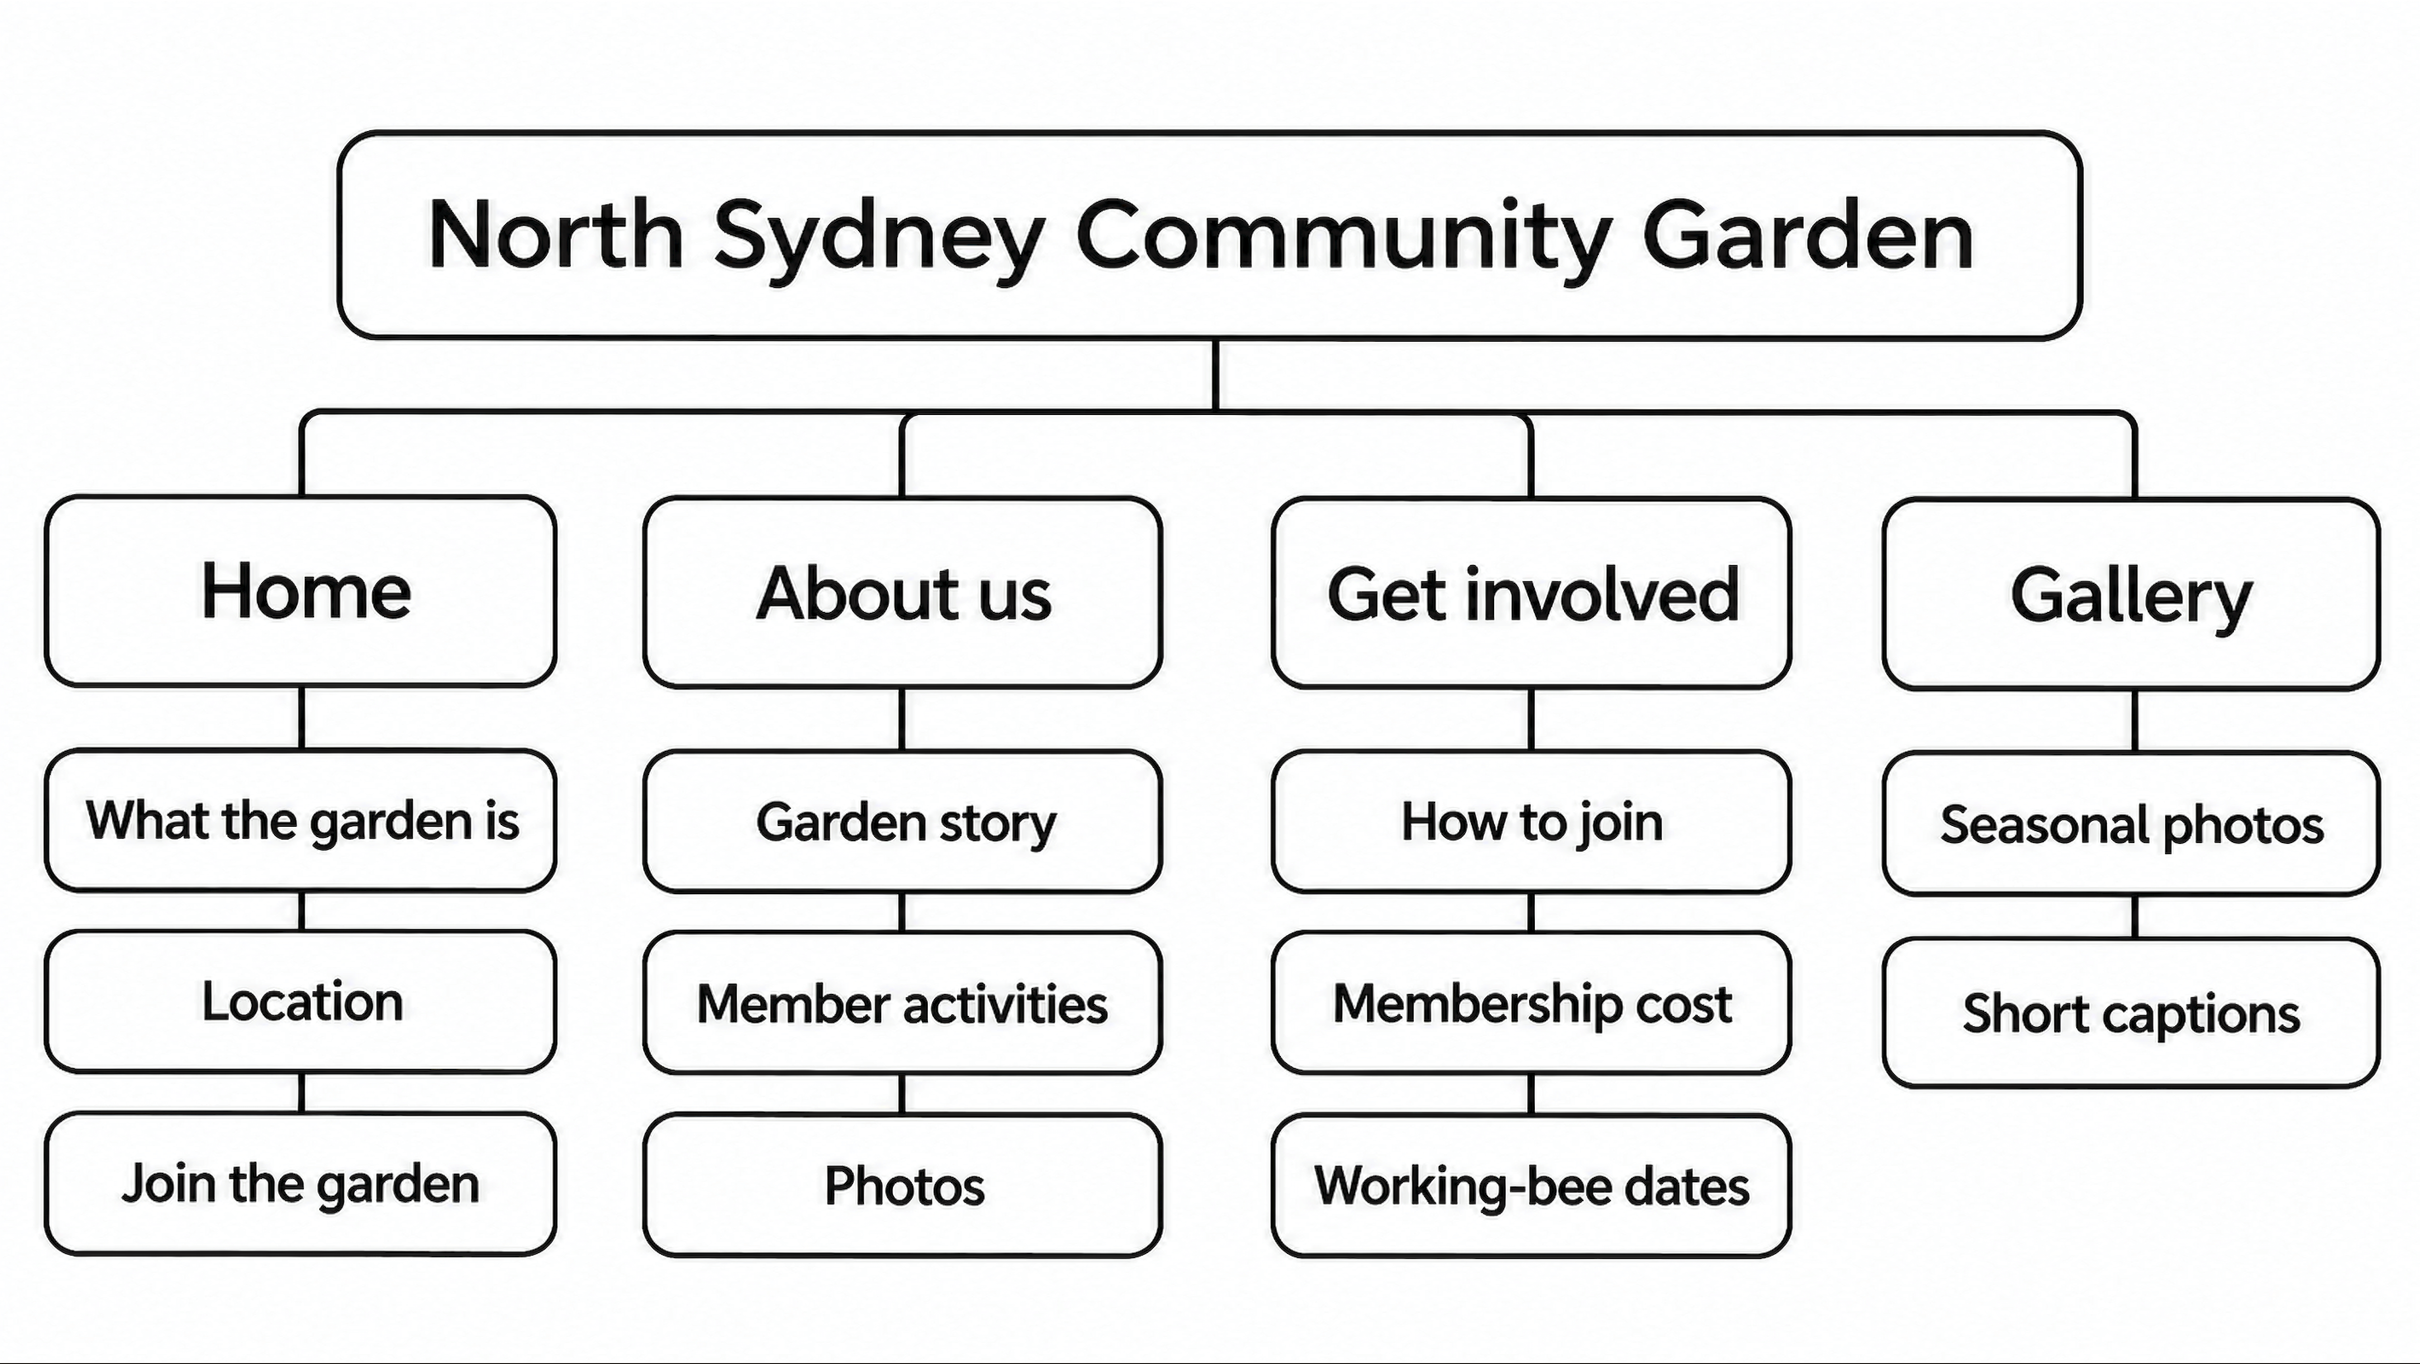 North Sydney Community Garden
Home
What the garden is
Location
Join the garden
About us
Garden story
Member activities
Photos
Get involved
How to join
Membership cost
Working-bee dates
Gallery
Seasonal photos
Short captions